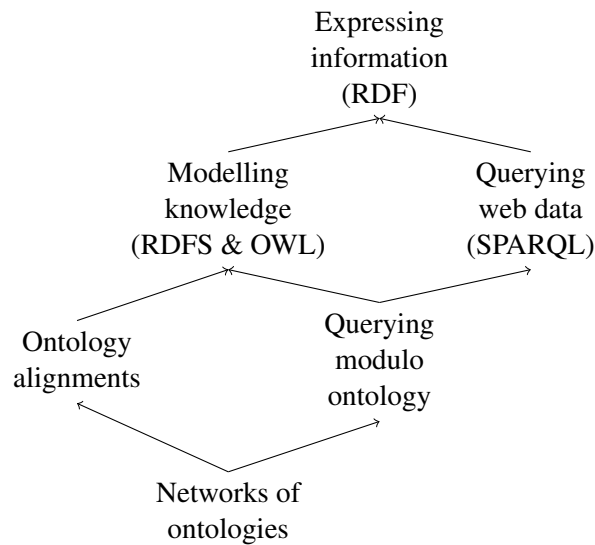 Expressing
information
(RDF)
Modelling
knowledge
(RDFS & OWL)
Querying
web data
(SPARQL)
Ontology
alignments
Querying
modulo
ontology
Networks of
ontologies